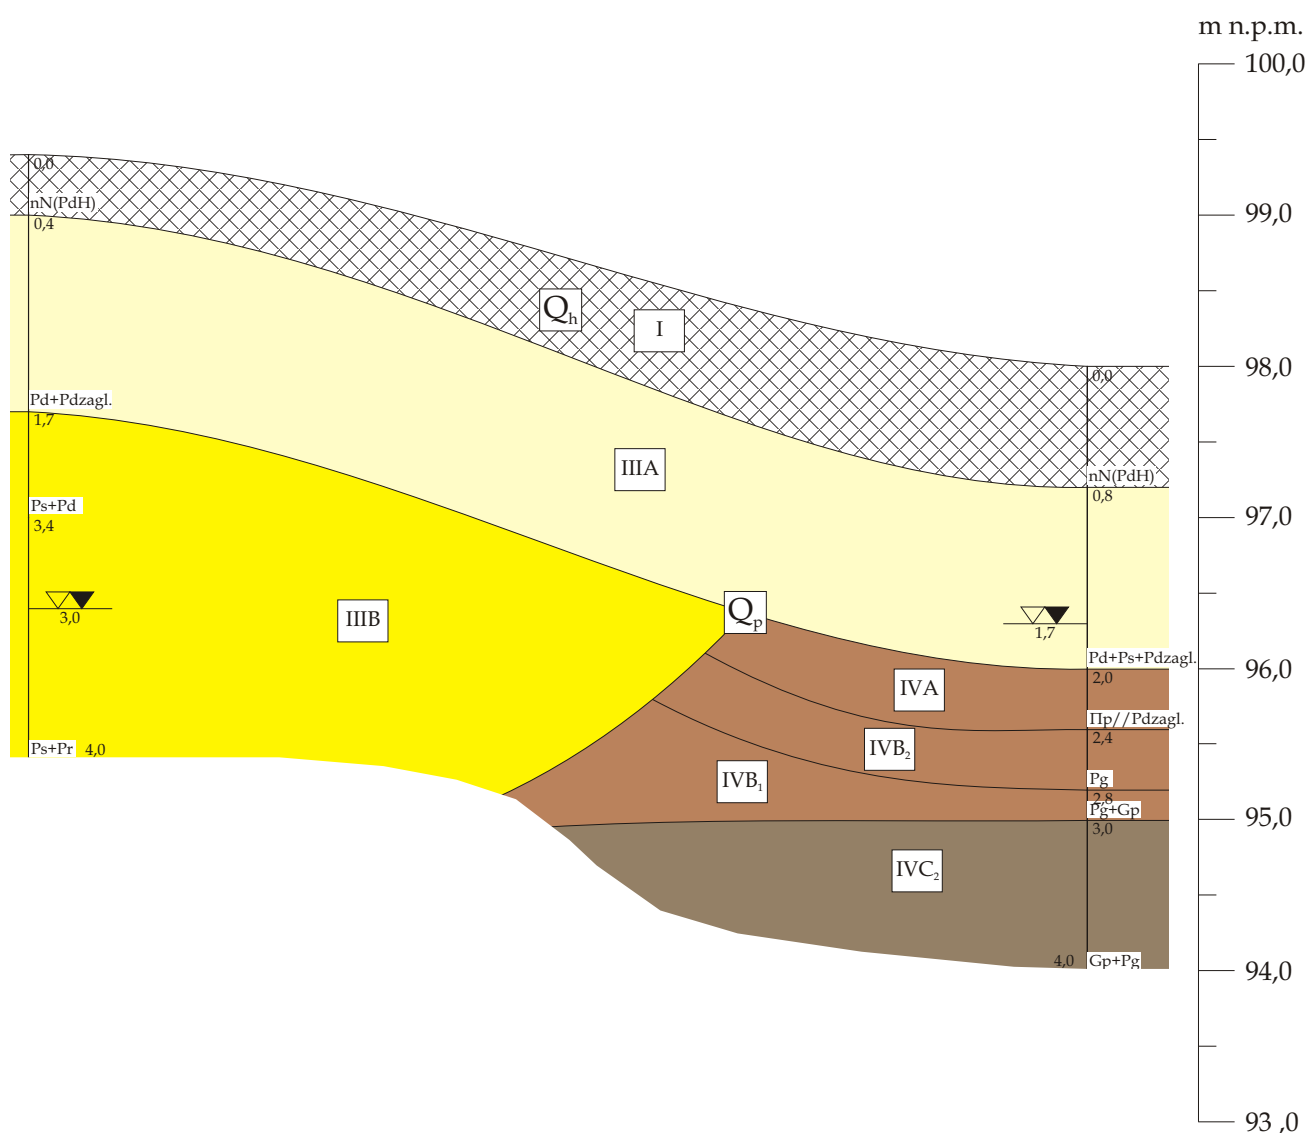 m n.p.m.
100,0
0,0
nN(PdH)
0,4
99,0
Qh
I
98,0
0,0
Pd+Pdzagl.
1,7
IIIA
nN(PdH)
0,8
Ps+Pd
3,4
97,0
3,0
IIIB
Qp
1,7
Pd+Ps+Pdzagl.
2,0
96,0
IVA
Πp//Pdzagl.
2,4
IVB₂
Ps+Pr 4,0
IVB₁
Pg
2,8
Pg+Gp
3,0
95,0
IVC₂
4,0 Gp+Pg
94,0
93,0